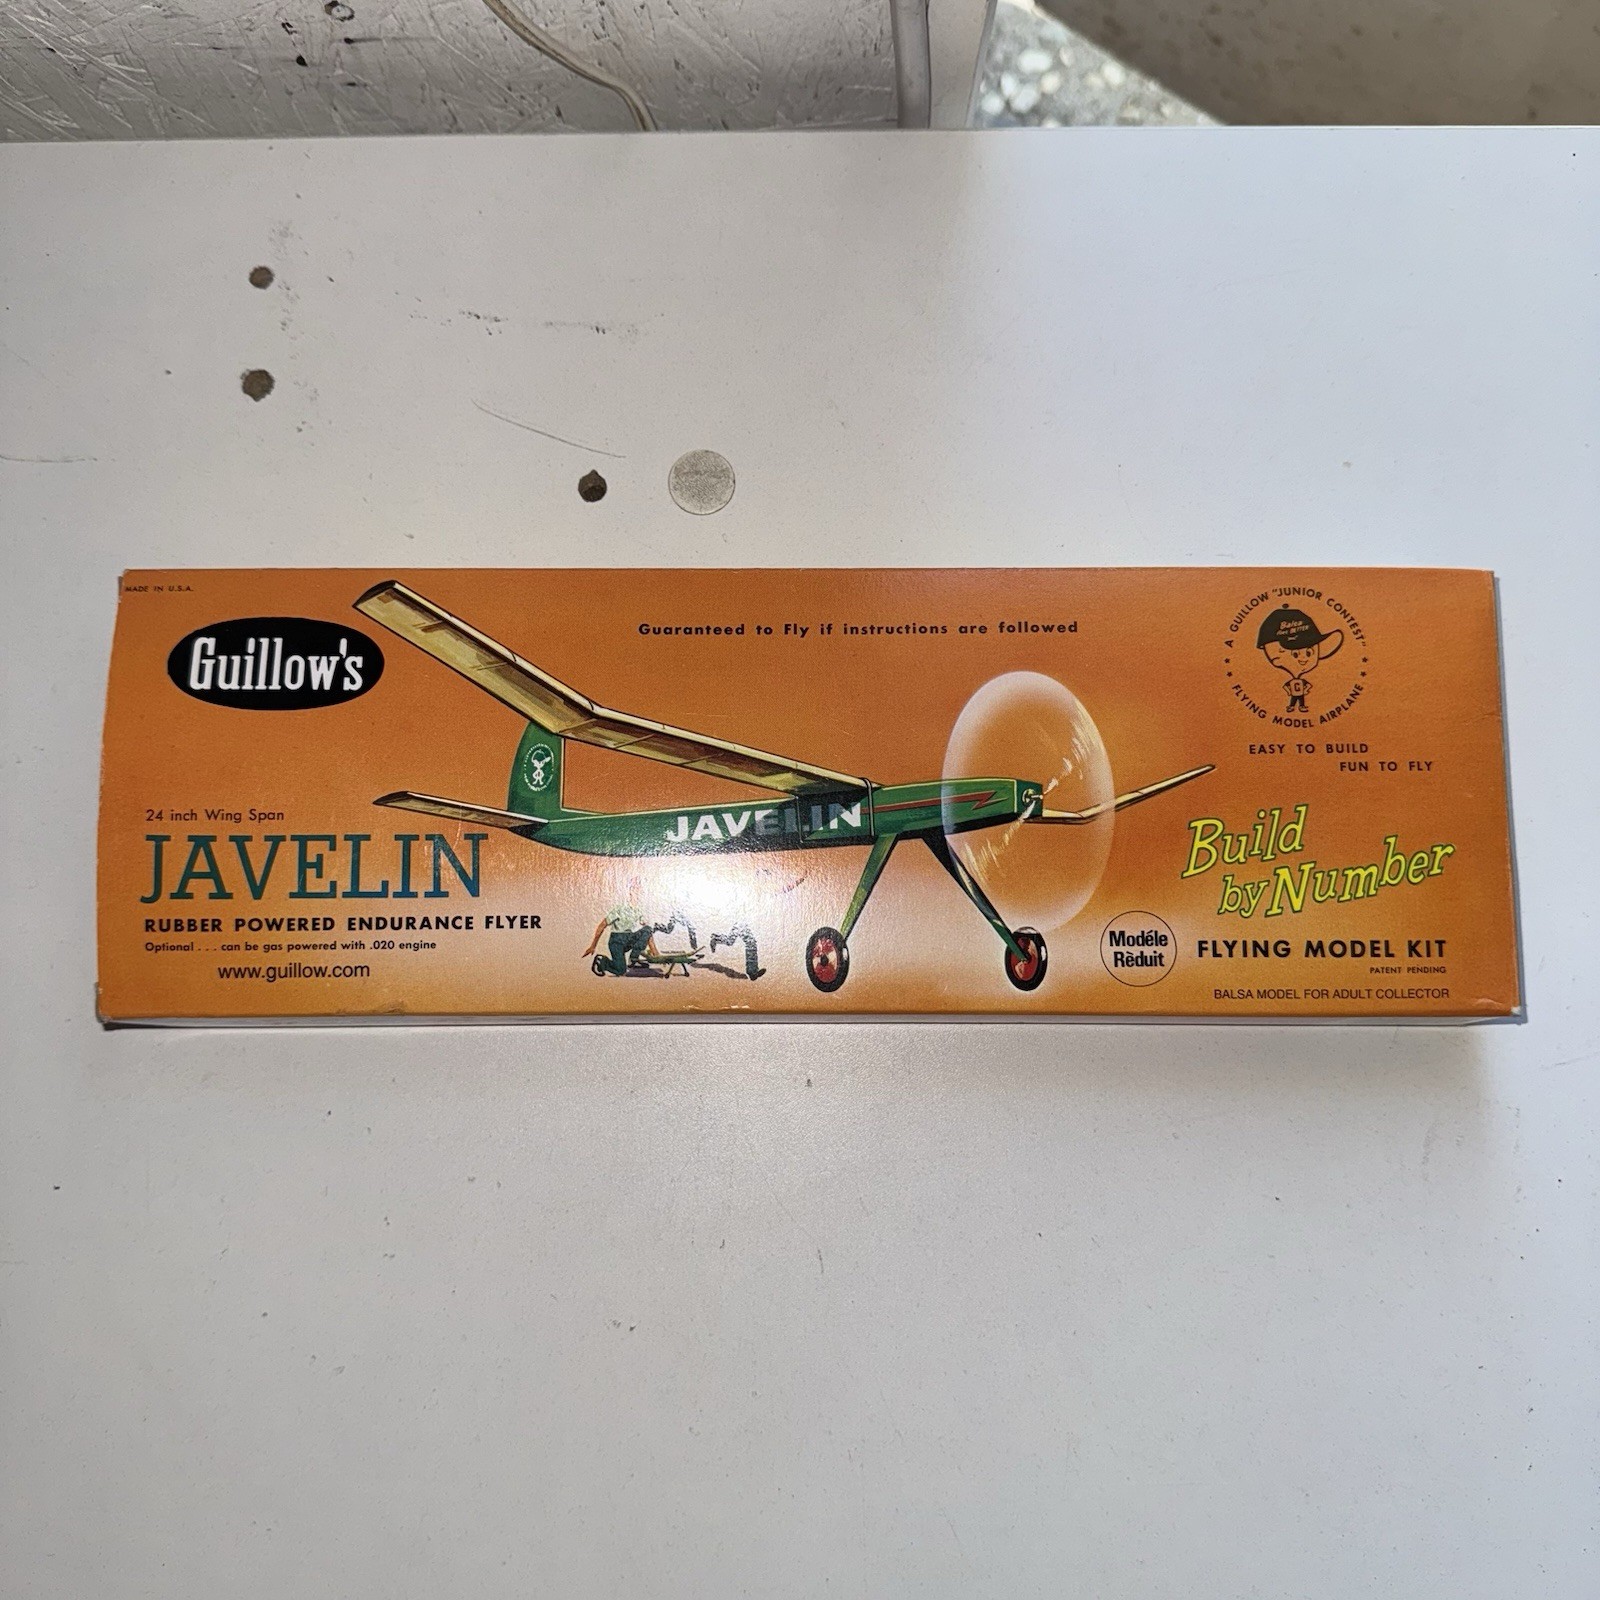 MADE IN U.S.A.
Guillow's
Guaranteed to Fly if instructions are followed
A GUILLOW "JUNIOR CONTEST"
FLYING MODEL AIRPLANE
Balsa
G
EASY TO BUILD
FUN TO FLY
24 inch Wing Span
JAVELIN
JAVELIN
RUBBER POWERED ENDURANCE FLYER
Optional . . . can be gas powered with .020 engine
www.guillow.com
Build
by Number
Modéle
Rèduit
FLYING MODEL KIT
PATENT PENDING
BALSA MODEL FOR ADULT COLLECTOR